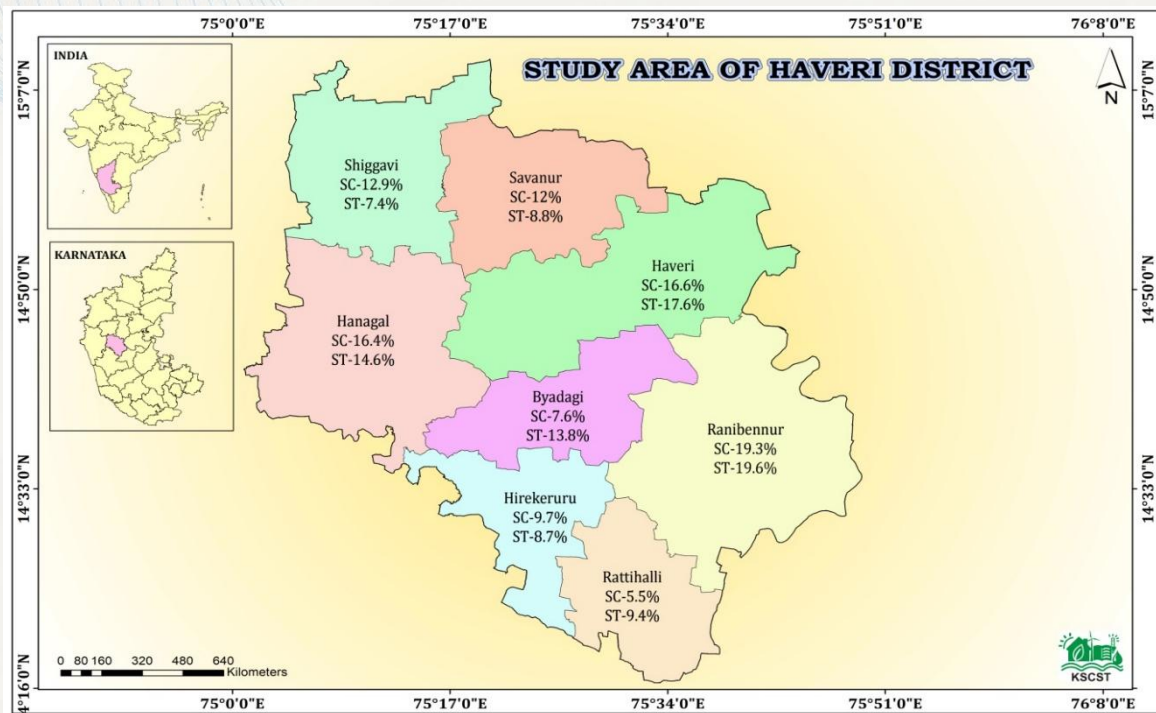 75°0'0"E 75°17'0"E 75°34'0"E 75°51'0"E 76°8'0"E
INDIA
STUDY AREA OF HAVERI DISTRICT
N
15°7'0"N
15°7'0"N
Shiggavi
SC-12.9%
ST-7.4%
Savanur
SC-12%
ST-8.8%
KARNATAKA
Haveri
SC-16.6%
ST-17.6%
14°50'0"N
14°50'0"N
Hanagal
SC-16.4%
ST-14.6%
Byadagi
SC-7.6%
ST-13.8%
Ranibennur
SC-19.3%
ST-19.6%
14°33'0"N
14°33'0"N
Hirekeruru
SC-9.7%
ST-8.7%
Rattihalli
SC-5.5%
ST-9.4%
0 80 160 320 480 640
Kilometers
KSCST
4°16'0"N
14°16'0"N
75°0'0"E 75°17'0"E 75°34'0"E 75°51'0"E 76°8'0"E